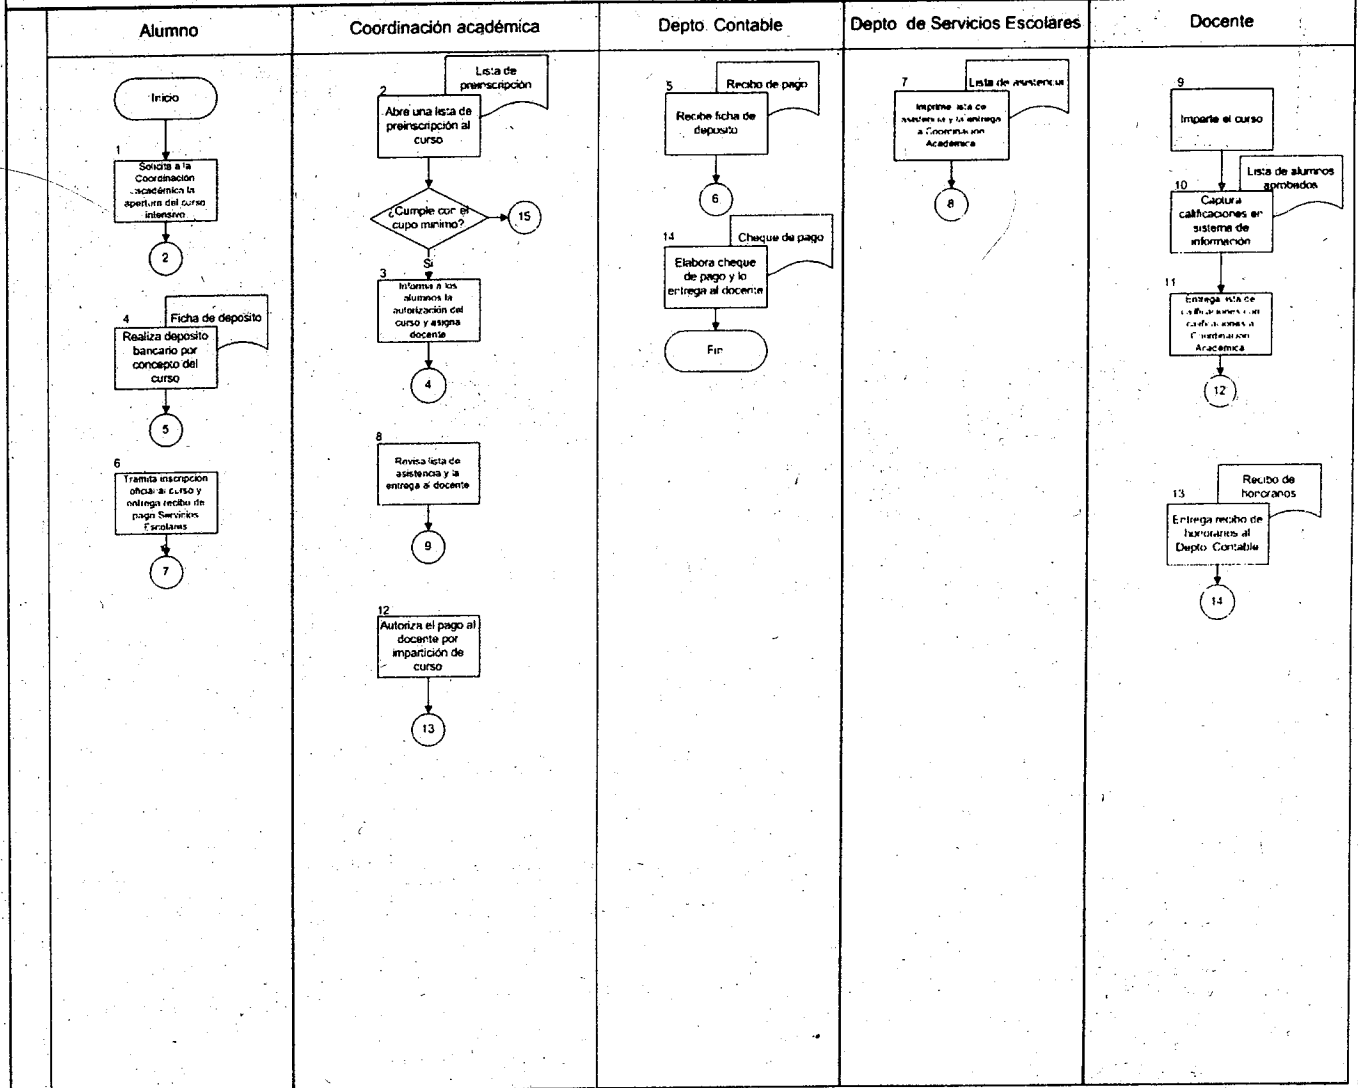 Alumno
Coordinación académica
Depto. Contable
Depto de Servicios Escolares
Docente
Inicio
1
Solicita a la
Coordinación
académica la
apertura del curso
intensivo
2
4
Ficha de deposito
Realiza deposito
bancario por
concepto del
curso
5
6
Tramita inscripción
oficial al curso y
entrega recibo de
pago Servicios
Escolares
7
Lista de
preinscripción
2
Abre una lista de
preinscripción al
curso
¿Cumple con el
cupo minimo?
15
Si
3
Informa a los
alumnos la
autorización del
curso y asigna
docente
4
8
Revisa lista de
asistencia y la
entrega al docente
9
12
Autoriza el pago al
docente por
impartición de
curso
13
5
Recibo de pago
Recibe ficha de
deposito
6
14
Cheque de pago
Elabora cheque
de pago y lo
entrega al docente
Fin
7
Lista de asistencia
Imprime lista de
asistencia y la entrega
a Coordinación
Académica
8
9
Imparte el curso
Lista de alumnos
aprobados
10
Captura
calificaciones en
sistema de
información
11
Entrega lista de
calificaciones con
calificaciones a
Coordinación
Académica
12
Recibo de
honorarios
13
Entrega recibo de
honorarios al
Depto. Contable
14